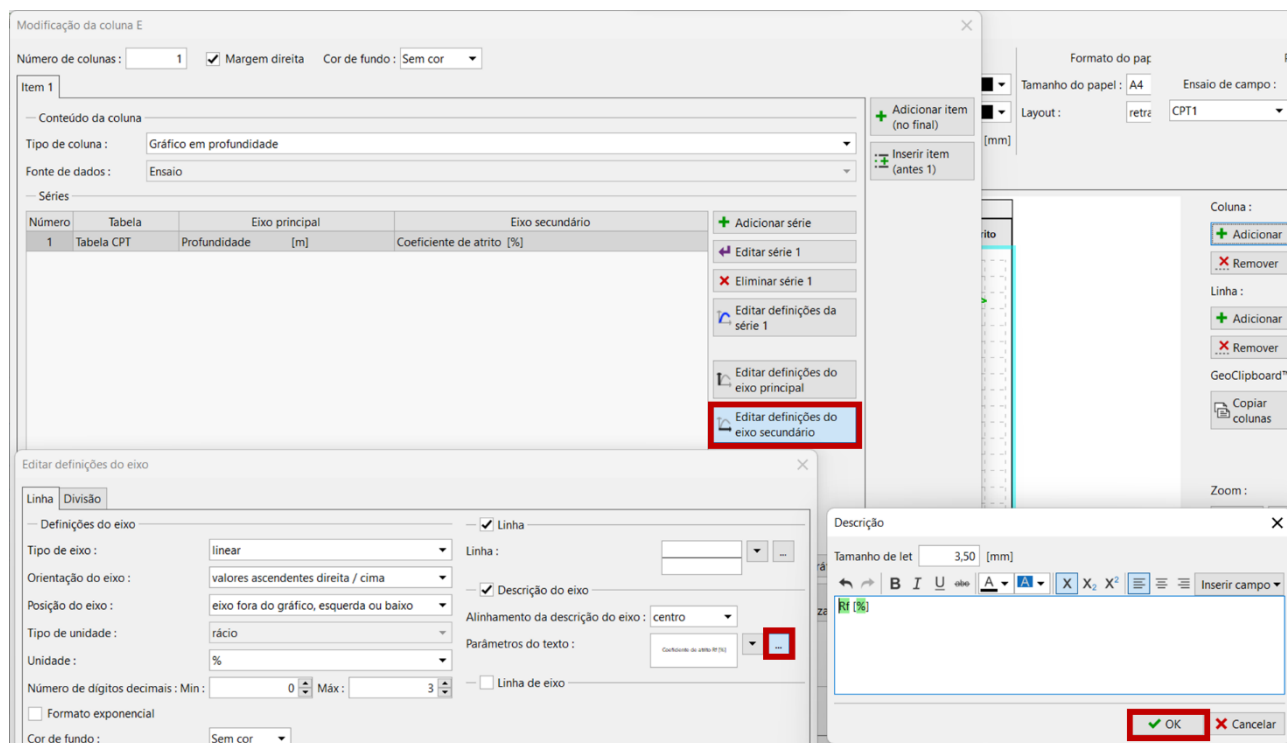 Modificação da coluna E
Número de colunas : 1 Margem direita Cor de fundo : Sem cor
Item 1
Conteúdo da coluna
Tipo de coluna : Gráfico em profundidade
Fonte de dados : Ensaio
Séries
Número Tabela Eixo principal Eixo secundário
1 Tabela CPT Profundidade [m] Coeficiente de atrito [%]
Adicionar série
Editar série 1
Eliminar série 1
Editar definições da
série 1
Editar definições do
eixo principal
Editar definições do
eixo secundário
Adicionar item
(no final)
Inserir item
(antes 1)
Formato do pap
Tamanho do papel : A4
Layout : retra
[mm]
Ensaio de campo :
CPT1
rito
Coluna :
Adicionar
Remover
Linha :
Adicionar
Remover
GeoClipboard™
Copiar
colunas
Zoom :
Editar definições do eixo
Linha Divisão
Definições do eixo
Tipo de eixo : linear
Orientação do eixo : valores ascendentes direita / cima
Posição do eixo : eixo fora do gráfico, esquerda ou baixo
Tipo de unidade : rácio
Unidade : %
Número de dígitos decimais : Min : 0 Máx : 3
Formato exponencial
Cor de fundo : Sem cor
Linha
Linha : ...
Descrição do eixo
Alinhamento da descrição do eixo : centro
Parâmetros do texto : Coeficiente de atrito Rf [%] ...
Linha de eixo
Descrição
Tamanho de let 3,50 [mm]
B I U abc A A X X₂ X² Inserir campo
Rf [%]
OK Cancelar